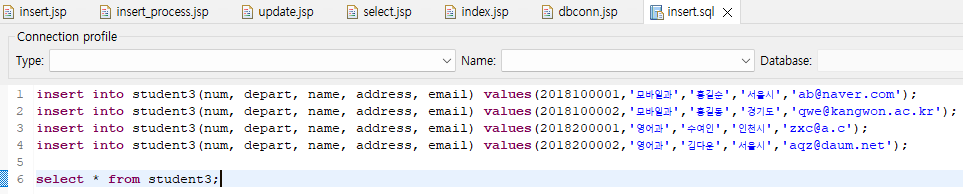 insert.jsp insert_process.jsp update.jsp select.jsp index.jsp dbconn.jsp insert.sql
Connection profile
Type: Name: Database:
1 insert into student3(num, depart, name, address, email) values(2018100001,'모바일과','홍길순','서울시','ab@naver.com');
2 insert into student3(num, depart, name, address, email) values(2018100002,'모바일과','홍길동','경기도','qwe@kangwon.ac.kr');
3 insert into student3(num, depart, name, address, email) values(2018200001,'영어과','수여인','인천시','zxc@a.c');
4 insert into student3(num, depart, name, address, email) values(2018200002,'영어과','김다운','서울시','aqz@daum.net');
5
6 select * from student3;